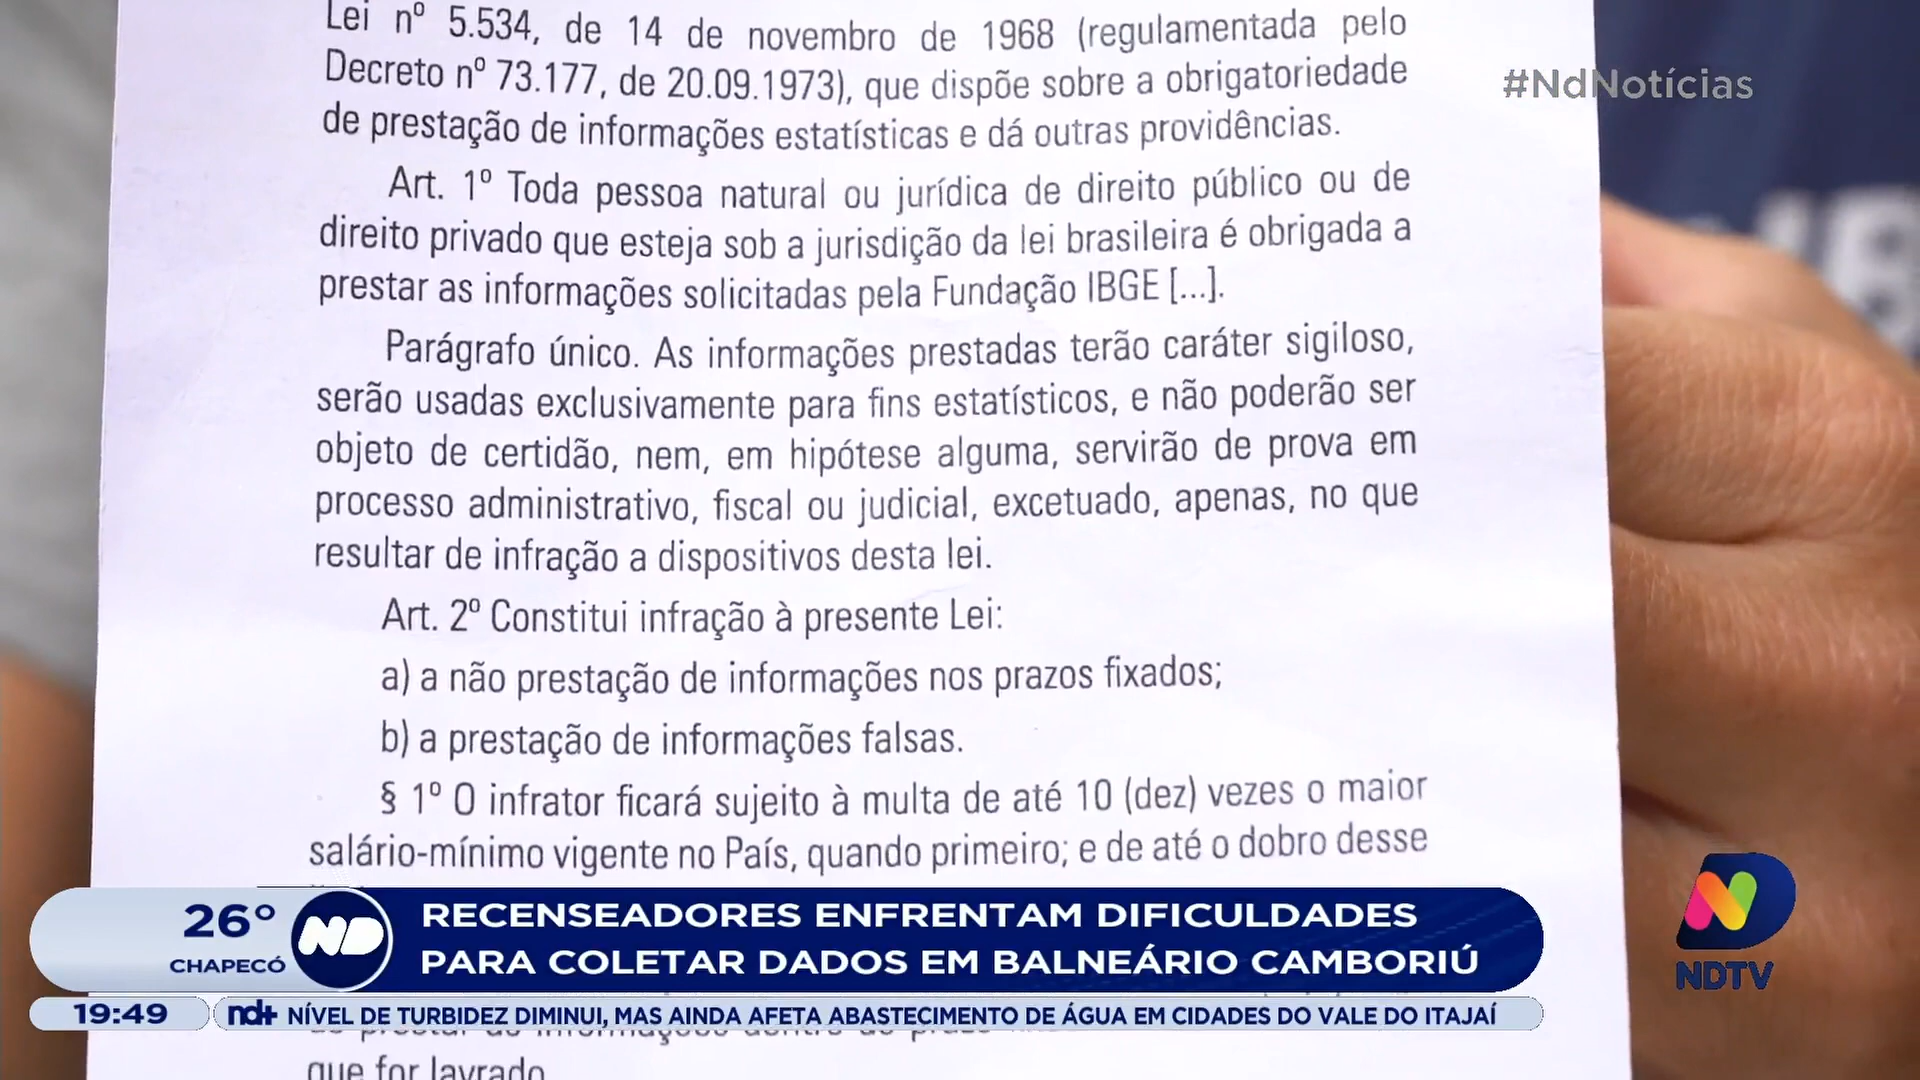 Lei nº 5.534, de 14 de novembro de 1968 (regulamentada pelo
Decreto nº 73.177, de 20.09.1973), que dispõe sobre a obrigatoriedade
de prestação de informações estatísticas e dá outras providências.
#NdNotícias
Art. 1º Toda pessoa natural ou jurídica de direito público ou de
direito privado que esteja sob a jurisdição da lei brasileira é obrigada a
prestar as informações solicitadas pela Fundação IBGE [...].
Parágrafo único. As informações prestadas terão caráter sigiloso,
serão usadas exclusivamente para fins estatísticos, e não poderão ser
objeto de certidão, nem, em hipótese alguma, servirão de prova em
processo administrativo, fiscal ou judicial, excetuado, apenas, no que
resultar de infração a dispositivos desta lei.
Art. 2º Constitui infração à presente Lei:
a) a não prestação de informações nos prazos fixados;
b) a prestação de informações falsas.
§ 1º O infrator ficará sujeito à multa de até 10 (dez) vezes o maior
salário-mínimo vigente no País, quando primeiro; e de até o dobro desse
26°
CHAPECÓ
ND
RECENSEADORES ENFRENTAM DIFICULDADES
PARA COLETAR DADOS EM BALNEÁRIO CAMBORIÚ
NDTV
19:49
nd+ NÍVEL DE TURBIDEZ DIMINUI, MAS AINDA AFETA ABASTECIMENTO DE ÁGUA EM CIDADES DO VALE DO ITAJAÍ
que for lavrado